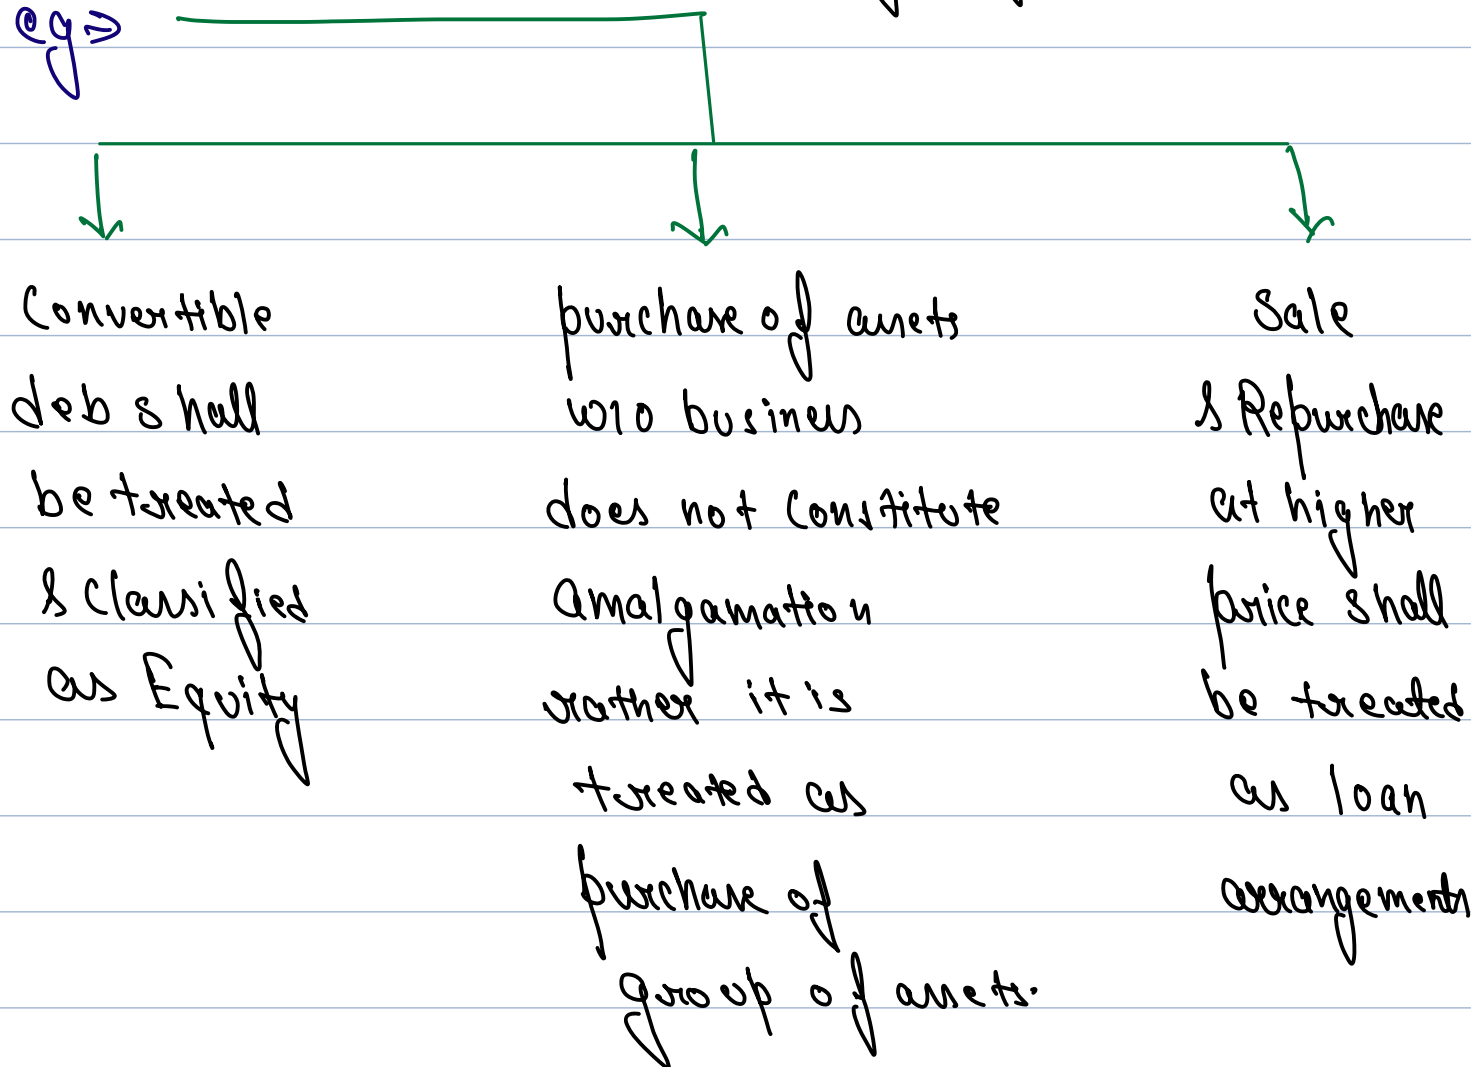 eg ⇒
Convertible
deb shall
be treated
& Classified
as Equity
purchase of assets
w/o business
does not constitute
amalgamation
rather it is
treated as
purchase of
group of assets.
Sale
& Repurchase
at higher
price shall
be treated
as loan
arrangements